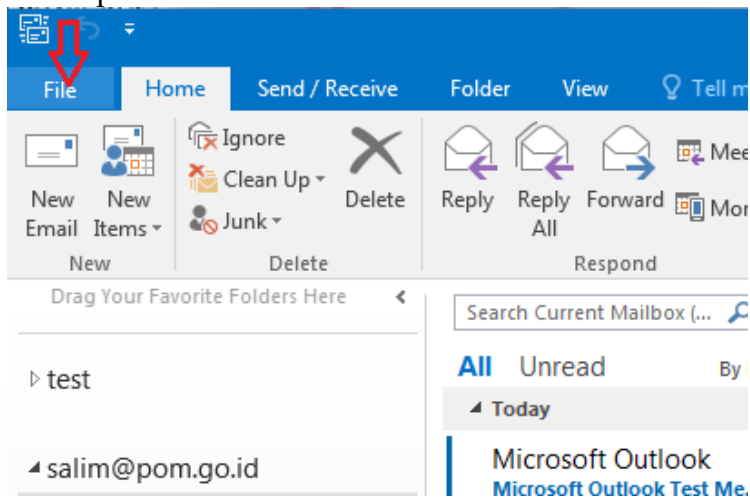 File Home Send / Receive Folder View Tell m
Ignore
Clean Up
Junk
New Email
New Items
Delete
Reply
Reply All
Forward
Mee
Mor
New Delete Respond
Drag Your Favorite Folders Here
Search Current Mailbox (...
All Unread By
test
Today
salim@pom.go.id
Microsoft Outlook
Microsoft Outlook Test Me.